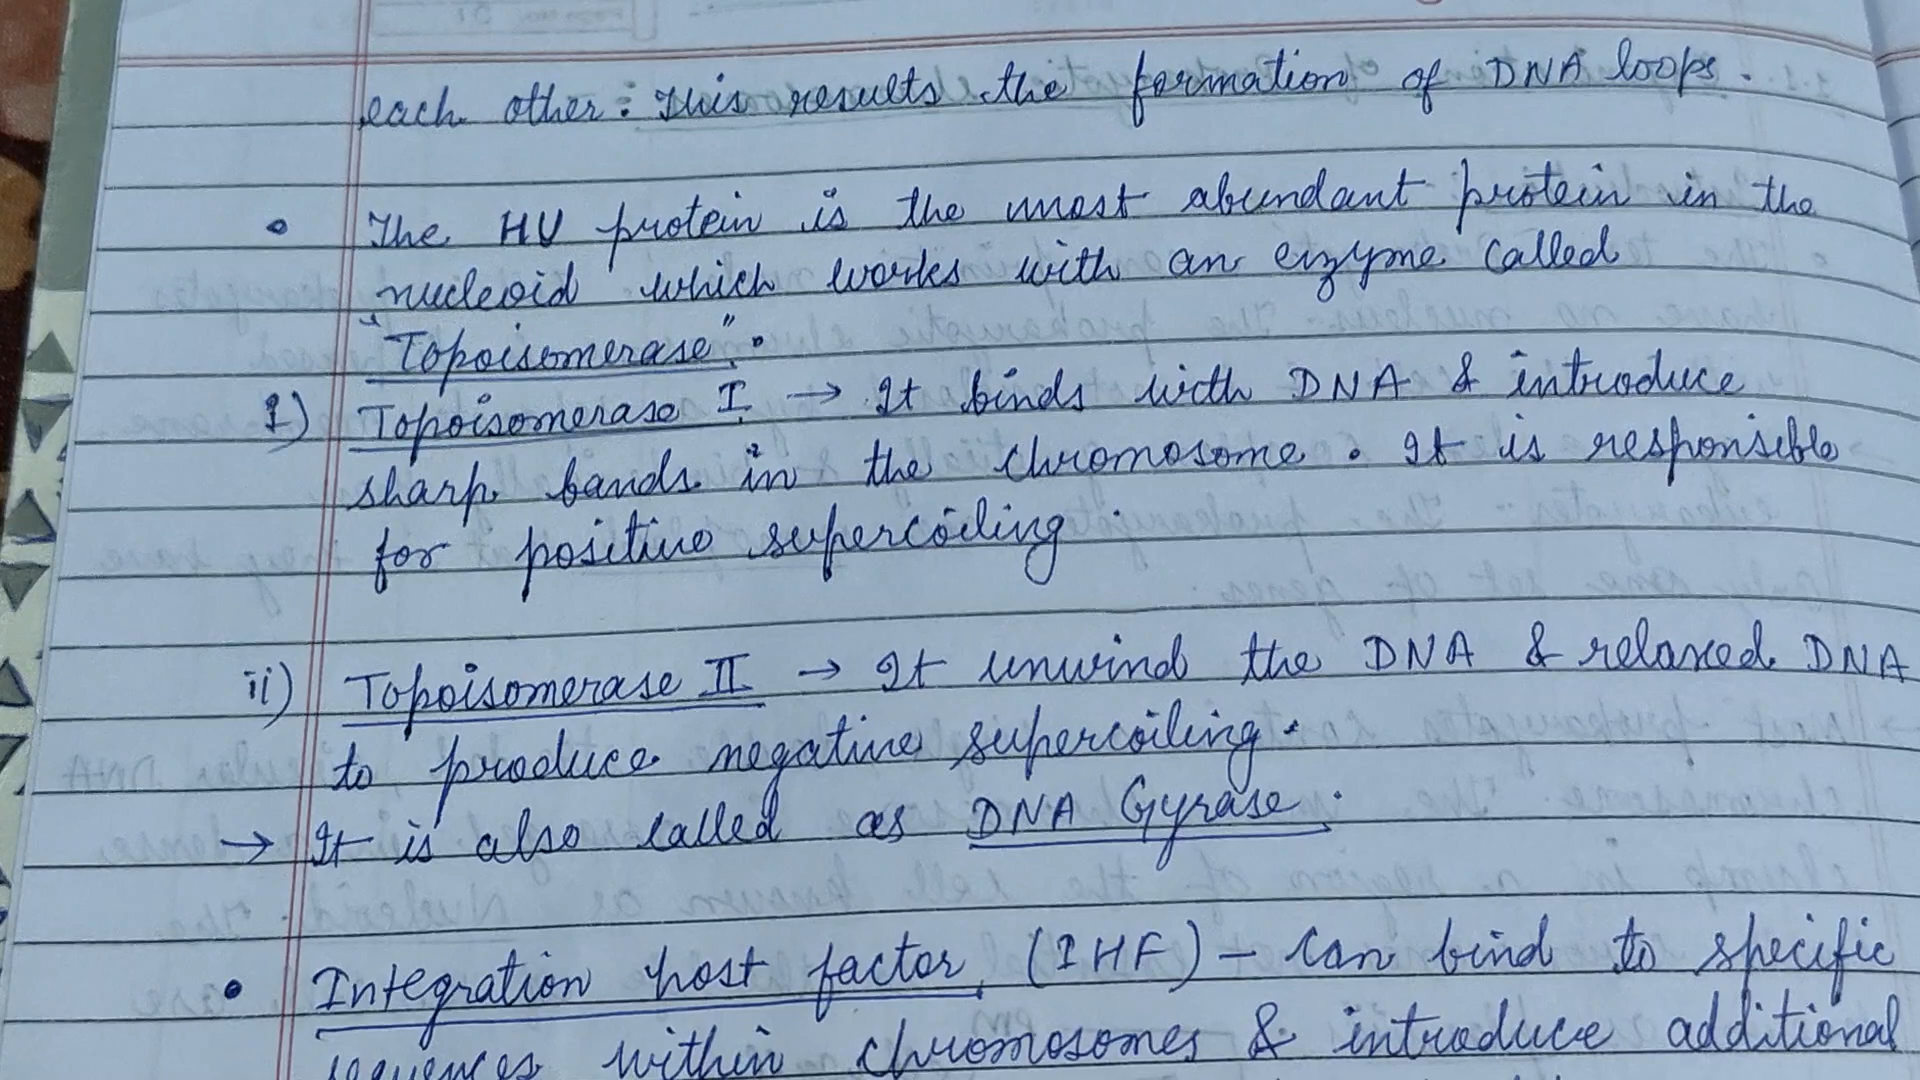 each other. This results the formation of DNA loops.
• The HU protein is the most abundant protein in the
nucleoid which works with an enzyme called
"Topoisomerase".
1) Topoisomerase I → It binds with DNA & introduce
sharp bands in the chromosome. It is responsible
for positive supercoiling.
ii) Topoisomerase II → It unwind the DNA & relaxed DNA
to produce negative supercoiling.
→ It is also called as DNA Gyrase.
• Integration host factor (IHF) - can bind to specific
sequences within chromosomes & introduce additional